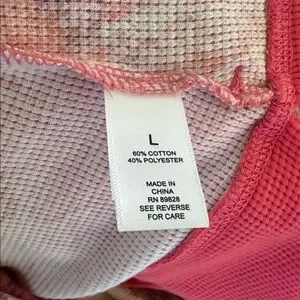 L
60% COTTON
40% POLYESTER
MADE IN
CHINA
RN 89828
SEE REVERSE
FOR CARE